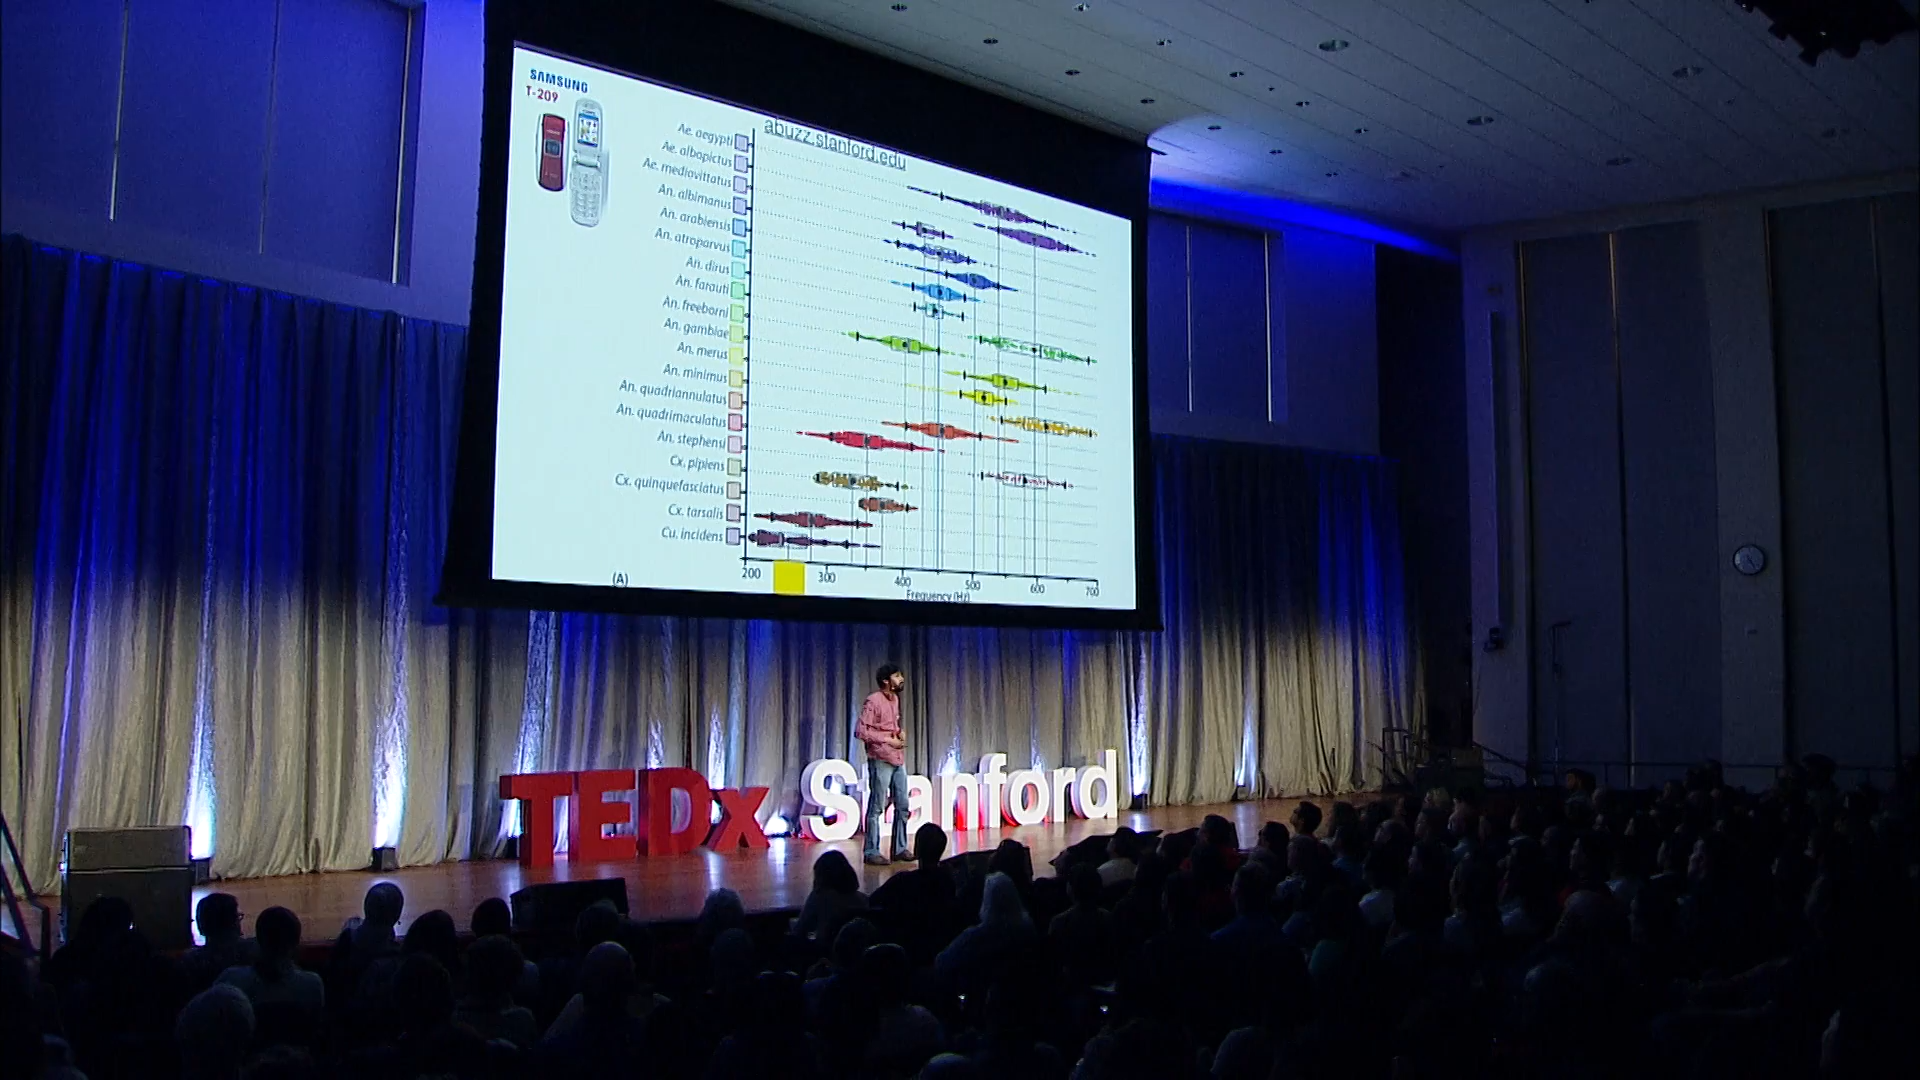 SAMSUNG
T-209
abuzz.stanford.edu
Ae. aegypti
Ae. albopictus
Ae. mediovittatus
An. albimanus
An. arabiensis
An. atroparvus
An. dirus
An. farauti
An. freeborni
An. gambiae
An. merus
An. minimus
An. quadriannulatus
An. quadrimaculatus
An. stephensi
Cx. pipiens
Cx. quinquefasciatus
Cx. tarsalis
Cu. incidens
(A)
200 300 400 500 600 700
Frequency (Hz)
TEDx Stanford